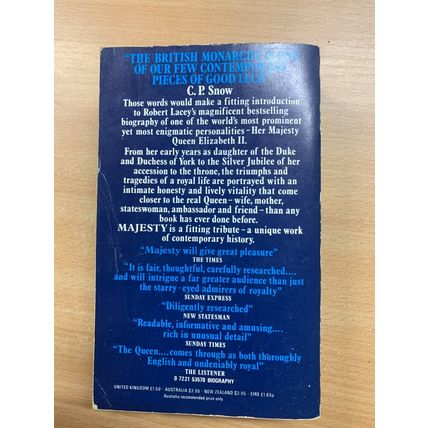 "THE BRITISH MONARCHY IS ONE
OF OUR FEW CONTEMPORARY
PIECES OF GOOD LUCK"
C. P. Snow
Those words would make a fitting introduction
to Robert Lacey's magnificent bestselling
biography of one of the world's most prominent
yet most enigmatic personalities – Her Majesty
Queen Elizabeth II.
From her early years as daughter of the Duke
and Duchess of York to the Silver Jubilee of her
accession to the throne, the triumphs and
tragedies of a royal life are portrayed with an
intimate honesty and lively vitality that come
closer to the real Queen – wife, mother,
stateswoman, ambassador and friend – than any
book has ever done before.
MAJESTY is a fitting tribute – a unique work
of contemporary history.
"Majesty will give great pleasure"
THE TIMES
"It is fair, thoughtful, carefully researched....
and will intrigue a far greater audience than just
the starry-eyed admirers of royalty"
SUNDAY EXPRESS
"Diligently researched"
NEW STATESMAN
"Readable, informative and amusing....
rich in unusual detail"
SUNDAY TIMES
"The Queen....comes through as both thoroughly
English and undeniably royal"
THE LISTENER
0 7221 53570 BIOGRAPHY
UNITED KINGDOM £1.50 · AUSTRALIA $3.95 · NEW ZEALAND $3.95 · EIRE £1.65p
Australia recommended price only